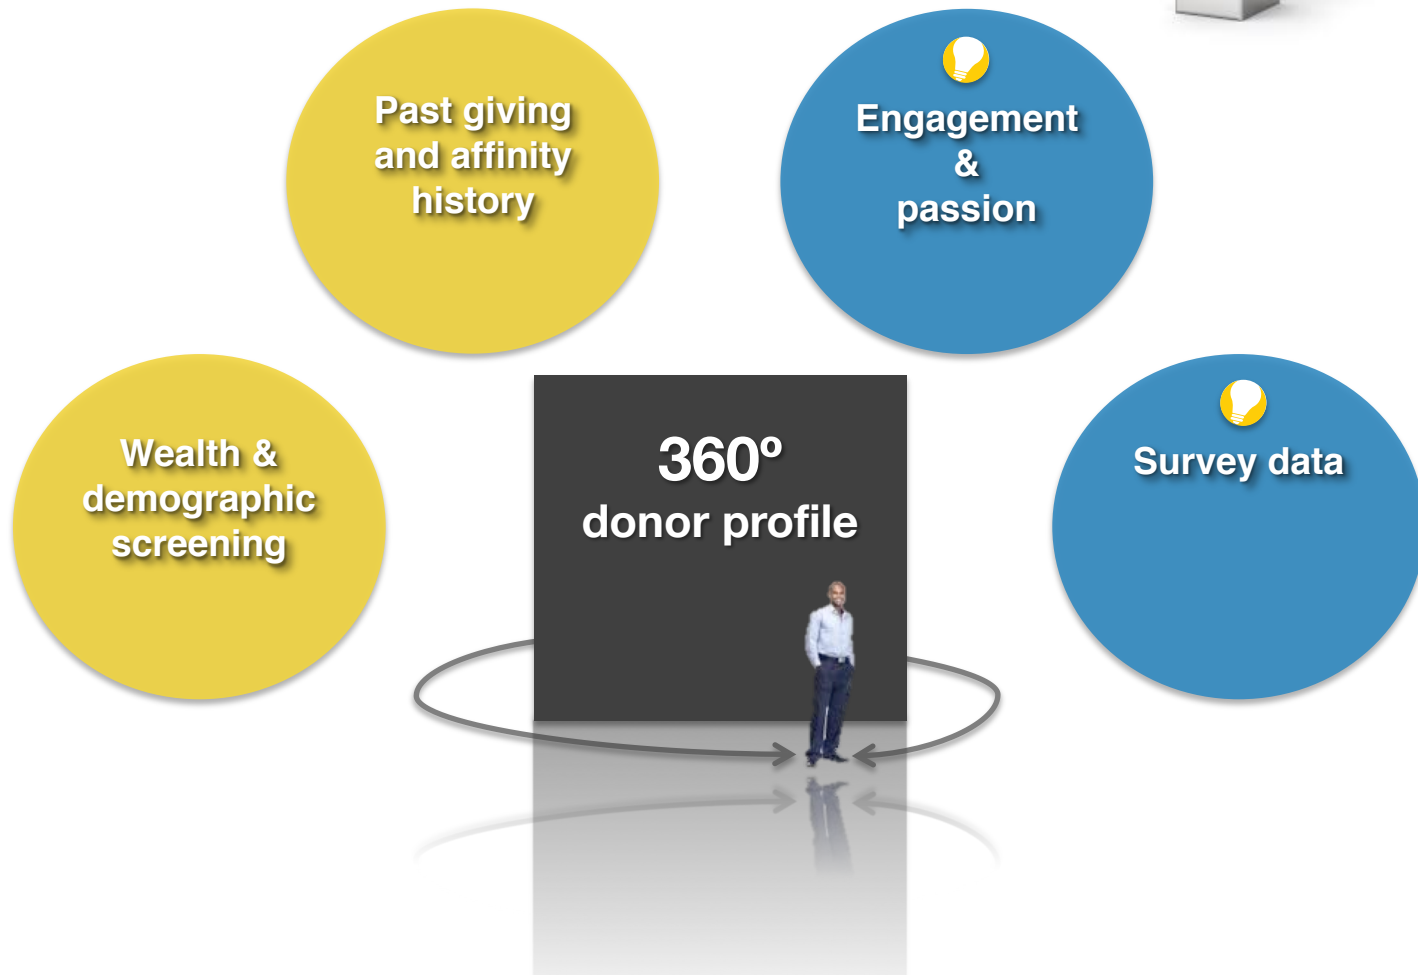 Past giving
and affinity
history
Engagement
&
passion
Wealth &
demographic
screening
360º
donor profile
Survey data